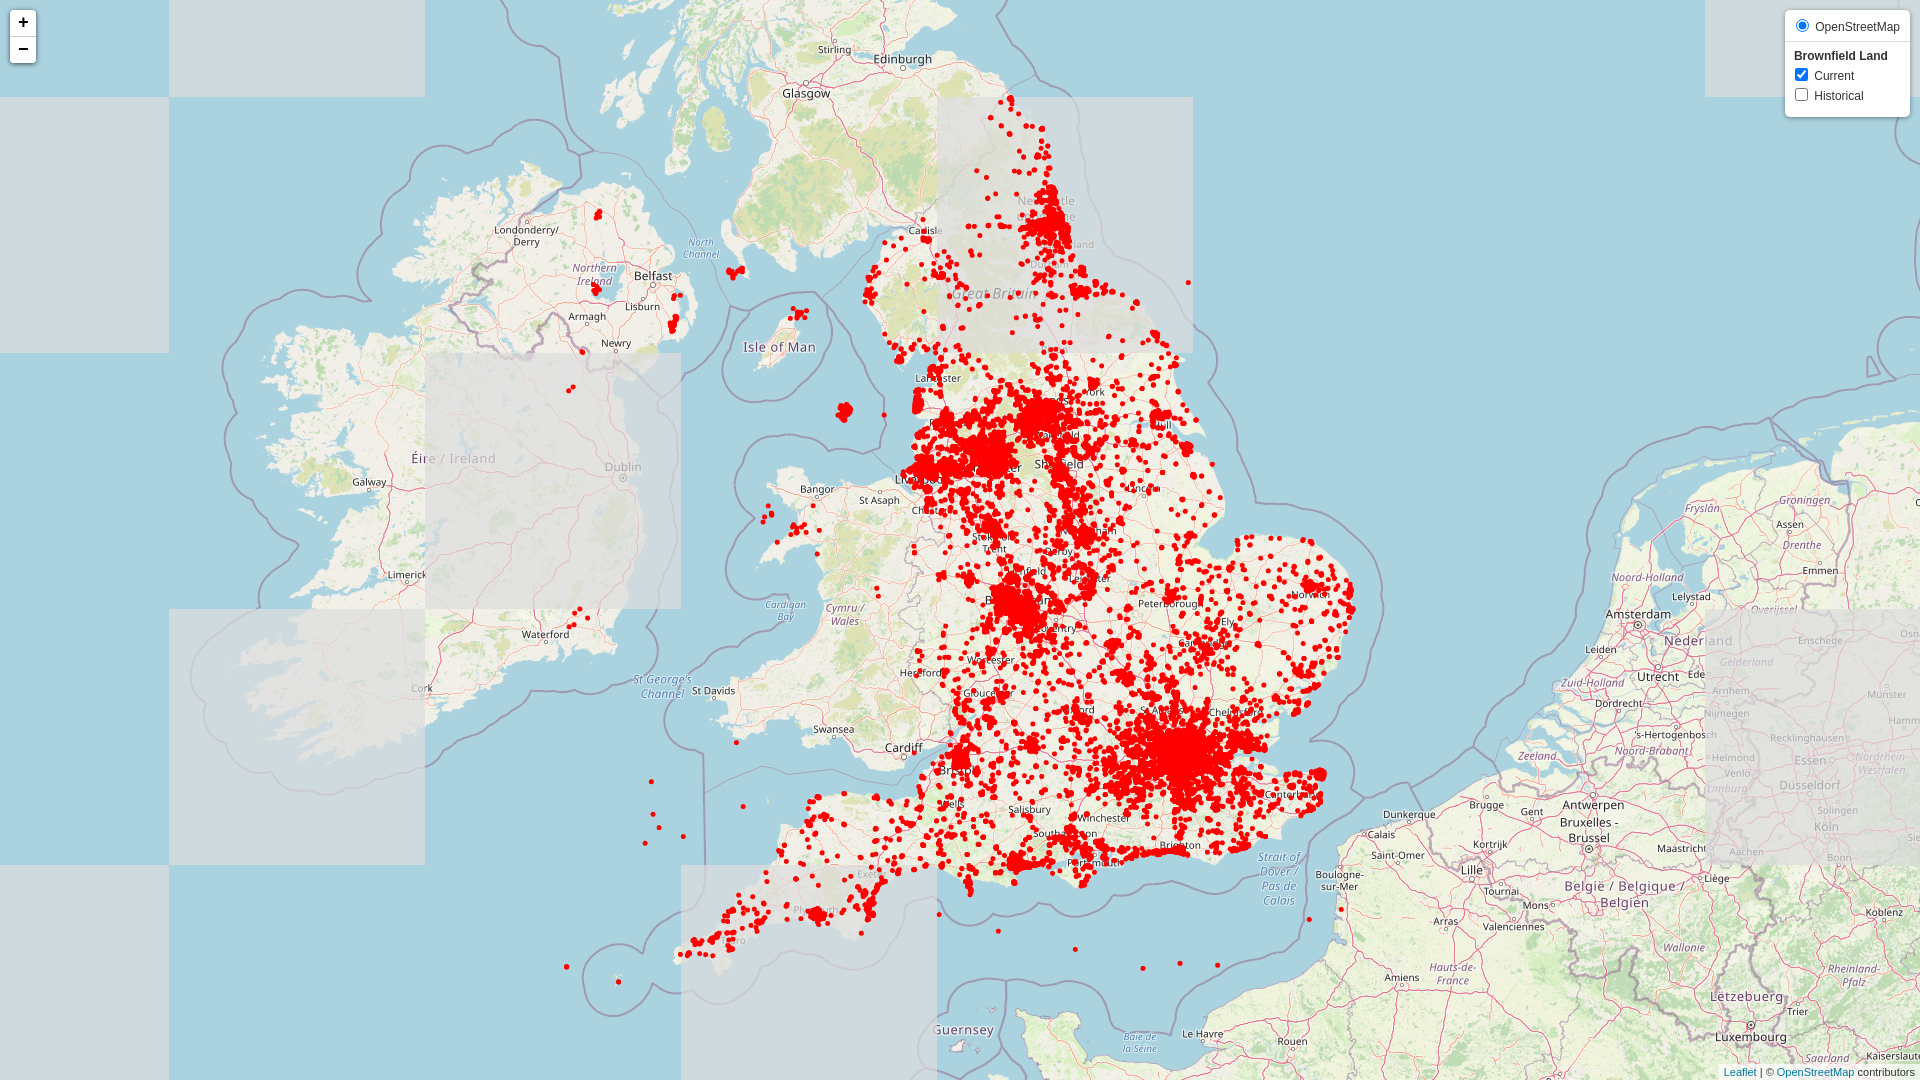 +
−
OpenStreetMap
Brownfield Land
Current
Historical
Stirling
Edinburgh
Glasgow
Londonderry/
Derry
North
Channel
Carlisle
Northern
Ireland
Belfast
Lisburn
Great Britain
Armagh
Newry
Isle of Man
Lancaster
York
Éire / Ireland
Dublin
Galway
Sheffield
Bangor
St Asaph
Lincoln
Groningen
Fryslân
Assen
Drenthe
Stoke-on-
Trent
Derby
Limerick
Emmen
Leicester
Noord-Holland
Norwich
Lelystad
Peterborough
Cardigan
Bay
Cymru /
Wales
Overijssel
Amsterdam
Ely
Coventry
Waterford
Nederland
Enschede
Leiden
Worcester
Gelderland
Hereford
Utrecht
Ede
St George's
Channel
St Davids
Cork
Zuid-Holland
Arnhem
Münster
Gloucester
Dordrecht
Nijmegen
Chelmsford
Swansea
's-Hertogenbosch
Recklinghausen
Cardiff
Noord-Brabant
Zeeland
Helmond
Essen
Nordrhein-
Westfalen
Bristol
Venlo
Düsseldorf
Limburg
Canterbury
Wells
Salisbury
Brugge
Antwerpen
Gent
Solingen
Winchester
Dunkerque
Bruxelles -
Brussel
Köln
Southampton
Calais
Brighton
Kortrijk
Maastricht
Aachen
Bonn
Saint-Omer
Portsmouth
Strait of
Dover /
Pas de
Calais
Lille
Exeter
Boulogne-
sur-Mer
Liège
België / Belgique /
Belgien
Tournai
Mons
Plymouth
Koblenz
Arras
Valenciennes
Wallonie
Truro
Hauts-de-
France
Amiens
Rheinland-
Pfalz
Lëtzebuerg
Trier
Guernsey
Le Havre
Baie de
la Seine
Rouen
Luxembourg
Saarland
Kaiserslaute
Leaflet | © OpenStreetMap contributors